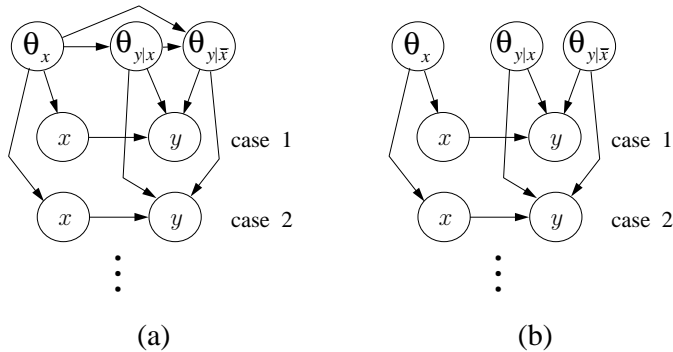 θx θy|x θy|x̅ θx θy|x θy|x̅
x y case 1 x y case 1
x y case 2 x y case 2
(a) (b)